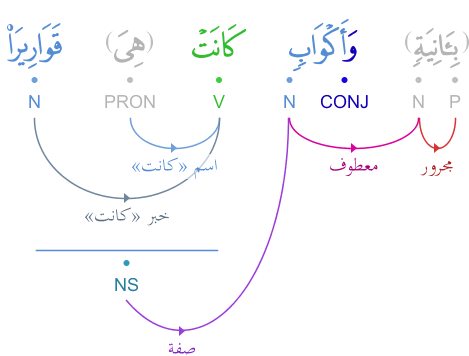 (بِـَٔانِيَةٍ) وَأَكْوَابٍ كَانَتْ (هِىَ) قَوَارِيرَا۠
P N CONJ N V PRON N
مجرور معطوف اسم «كانت»
خبر «كانت»
NS
صفة